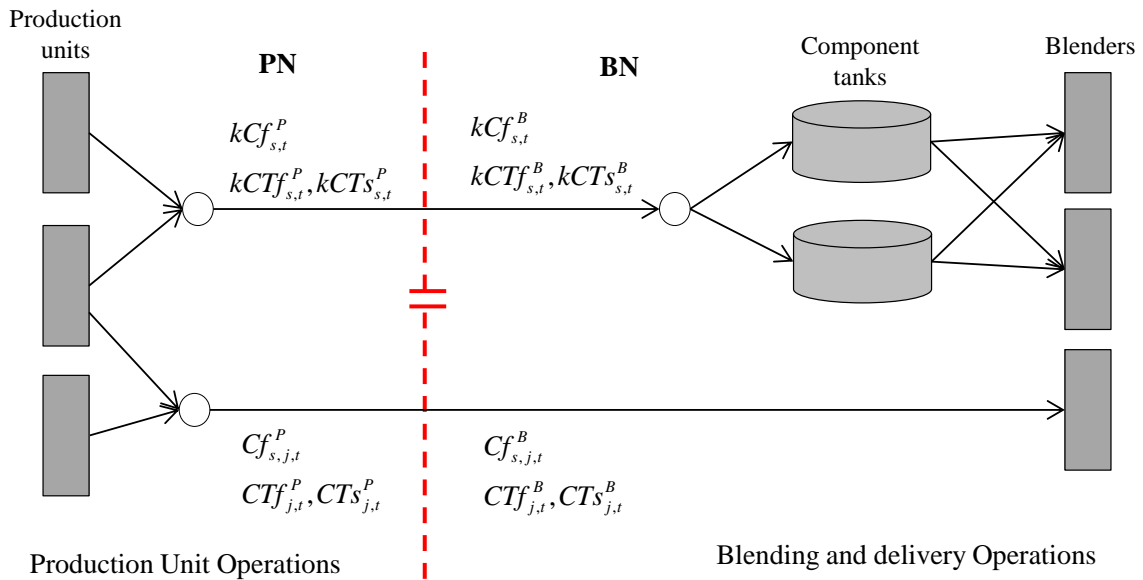 Production
units
PN
BN
Component
tanks
Blenders
kCf^P_{s,t}
kCTf^P_{s,t}, kCTs^P_{s,t}
kCf^B_{s,t}
kCTf^B_{s,t}, kCTs^B_{s,t}
Cf^P_{s,j,t}
CTf^P_{j,t}, CTs^P_{j,t}
Cf^B_{s,j,t}
CTf^B_{j,t}, CTs^B_{j,t}
Production Unit Operations
Blending and delivery Operations